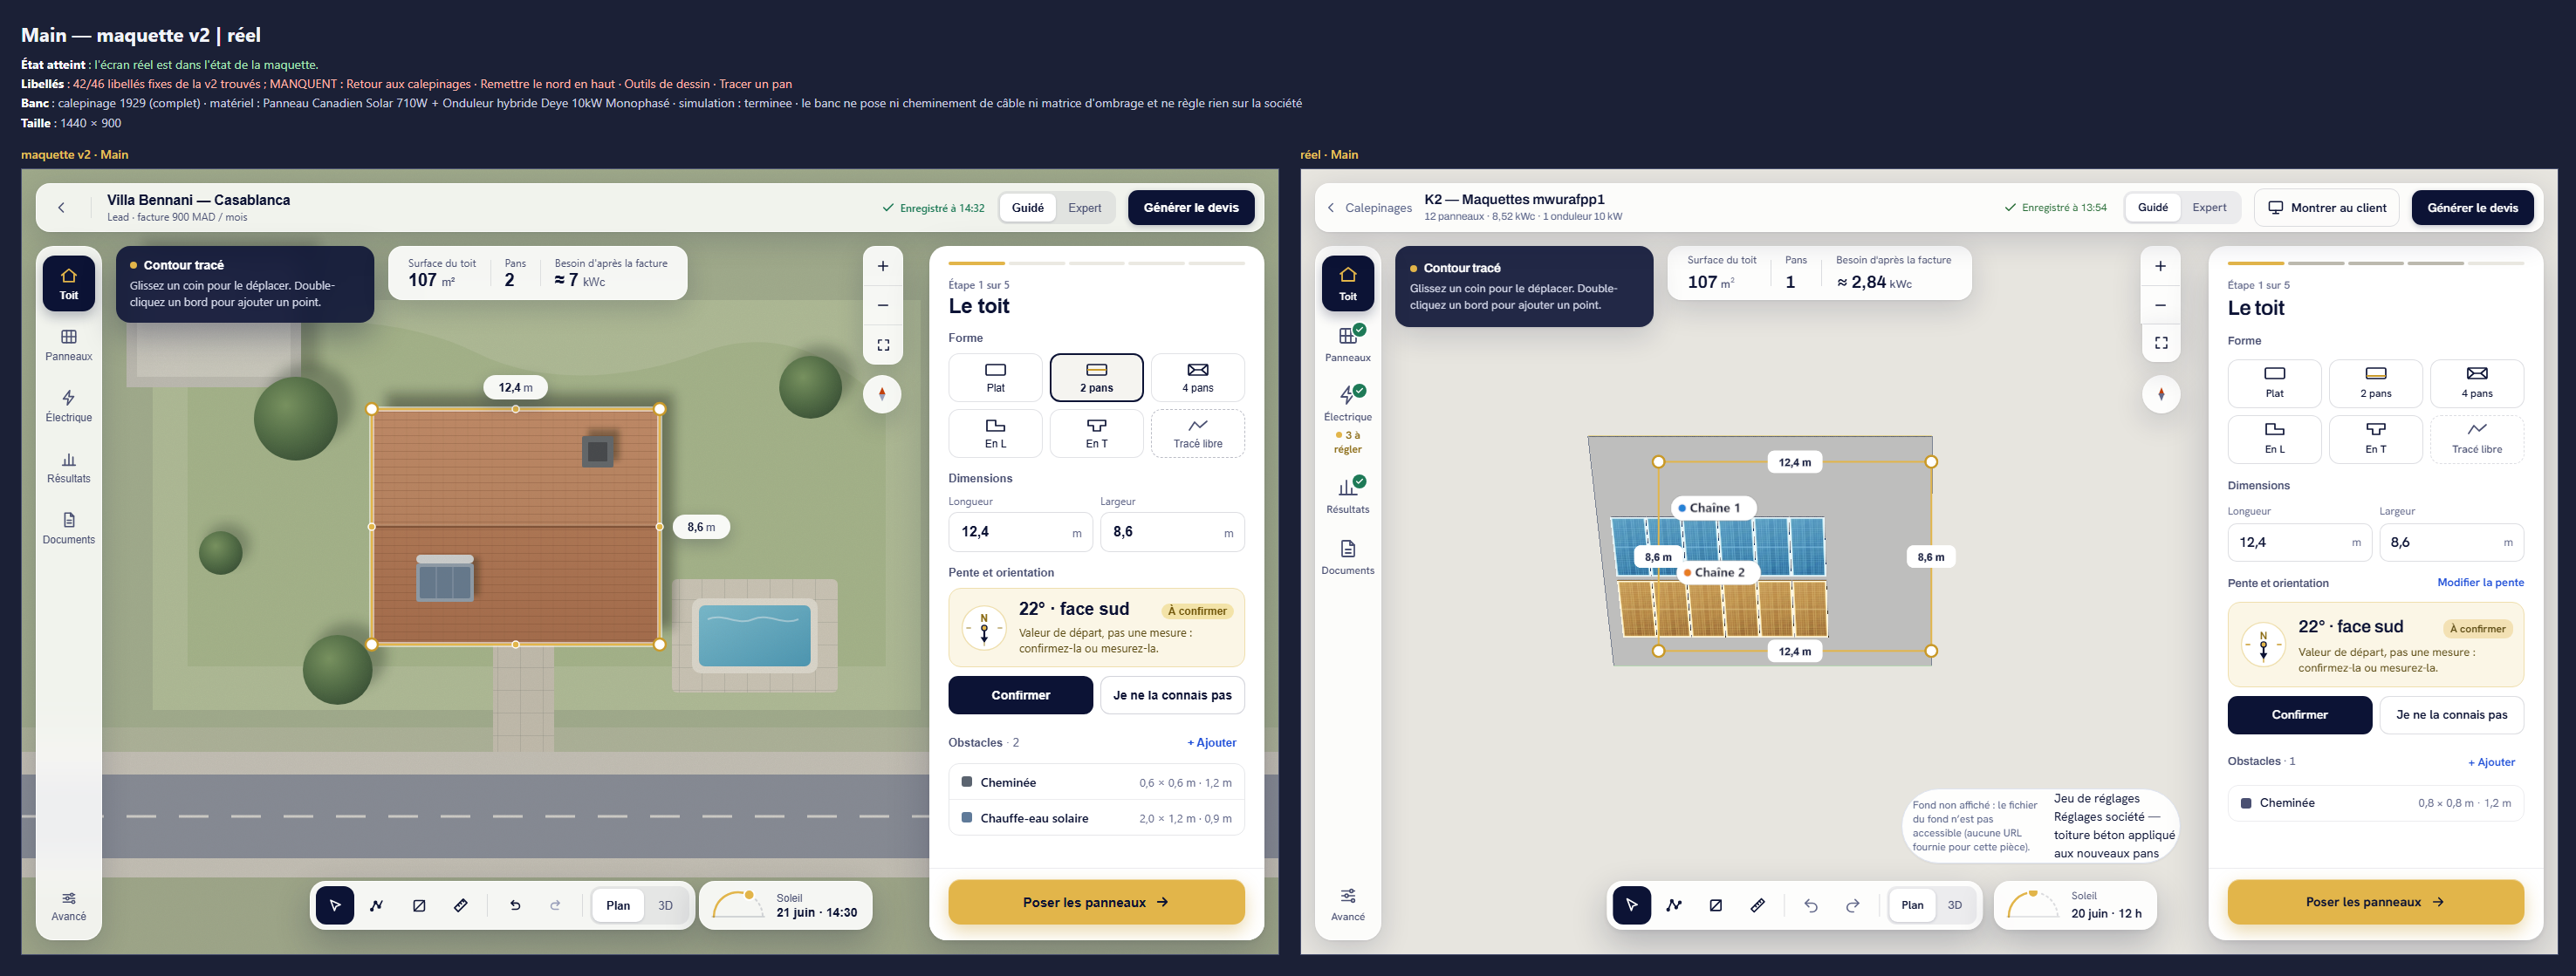 Main — maquette v2 | réel
État atteint : l'écran réel est dans l'état de la maquette.
Libellés : 42/46 libellés fixes de la v2 trouvés ; MANQUENT : Retour aux calepinages · Remettre le nord en haut · Outils de dessin · Tracer un pan
Banc : calepinage 1929 (complet) · matériel : Panneau Canadien Solar 710W + Onduleur hybride Deye 10kW Monophasé · simulation : terminee · le banc ne pose ni cheminement de câble ni matrice d'ombrage et ne règle rien sur la société
Taille : 1440 × 900
maquette v2 · Main
Villa Bennani — Casablanca
Lead · facture 900 MAD / mois
Enregistré à 14:32
Guidé
Expert
Générer le devis
Toit
Panneaux
Électrique
Résultats
Documents
Avancé
Contour tracé
Glissez un coin pour le déplacer. Double-
cliquez un bord pour ajouter un point.
Surface du toit
107 m²
Pans
2
Besoin d'après la facture
≈ 7 kWc
+
−
12,4 m
8,6 m
Plan
3D
Soleil
21 juin · 14:30
Étape 1 sur 5
Le toit
Forme
Plat
2 pans
4 pans
En L
En T
Tracé libre
Dimensions
Longueur
Largeur
12,4 m
8,6 m
Pente et orientation
N
22° · face sud
À confirmer
Valeur de départ, pas une mesure :
confirmez-la ou mesurez-la.
Confirmer
Je ne la connais pas
Obstacles · 2
+ Ajouter
Cheminée
0,6 × 0,6 m · 1,2 m
Chauffe-eau solaire
2,0 × 1,2 m · 0,9 m
Poser les panneaux →
réel · Main
Calepinages
K2 — Maquettes mwurafpp1
12 panneaux · 8,52 kWc · 1 onduleur 10 kW
Enregistré à 13:54
Guidé
Expert
Montrer au client
Générer le devis
Toit
Panneaux
Électrique
3 à
régler
Résultats
Documents
Avancé
Contour tracé
Glissez un coin pour le déplacer. Double-
cliquez un bord pour ajouter un point.
Surface du toit
107 m²
Pans
1
Besoin d'après la facture
≈ 2,84 kWc
+
−
12,4 m
Chaîne 1
8,6 m
8,6 m
Chaîne 2
12,4 m
Fond non affiché : le fichier
du fond n'est pas
accessible (aucune URL
fournie pour cette pièce).
Jeu de réglages
Réglages société —
toiture béton appliqué
aux nouveaux pans
Plan
3D
Soleil
20 juin · 12 h
Étape 1 sur 5
Le toit
Forme
Plat
2 pans
4 pans
En L
En T
Tracé libre
Dimensions
Longueur
Largeur
12,4 m
8,6 m
Pente et orientation
Modifier la pente
N
22° · face sud
À confirmer
Valeur de départ, pas une mesure :
confirmez-la ou mesurez-la.
Confirmer
Je ne la connais pas
Obstacles · 1
+ Ajouter
Cheminée
0,8 × 0,8 m · 1,2 m
Poser les panneaux →